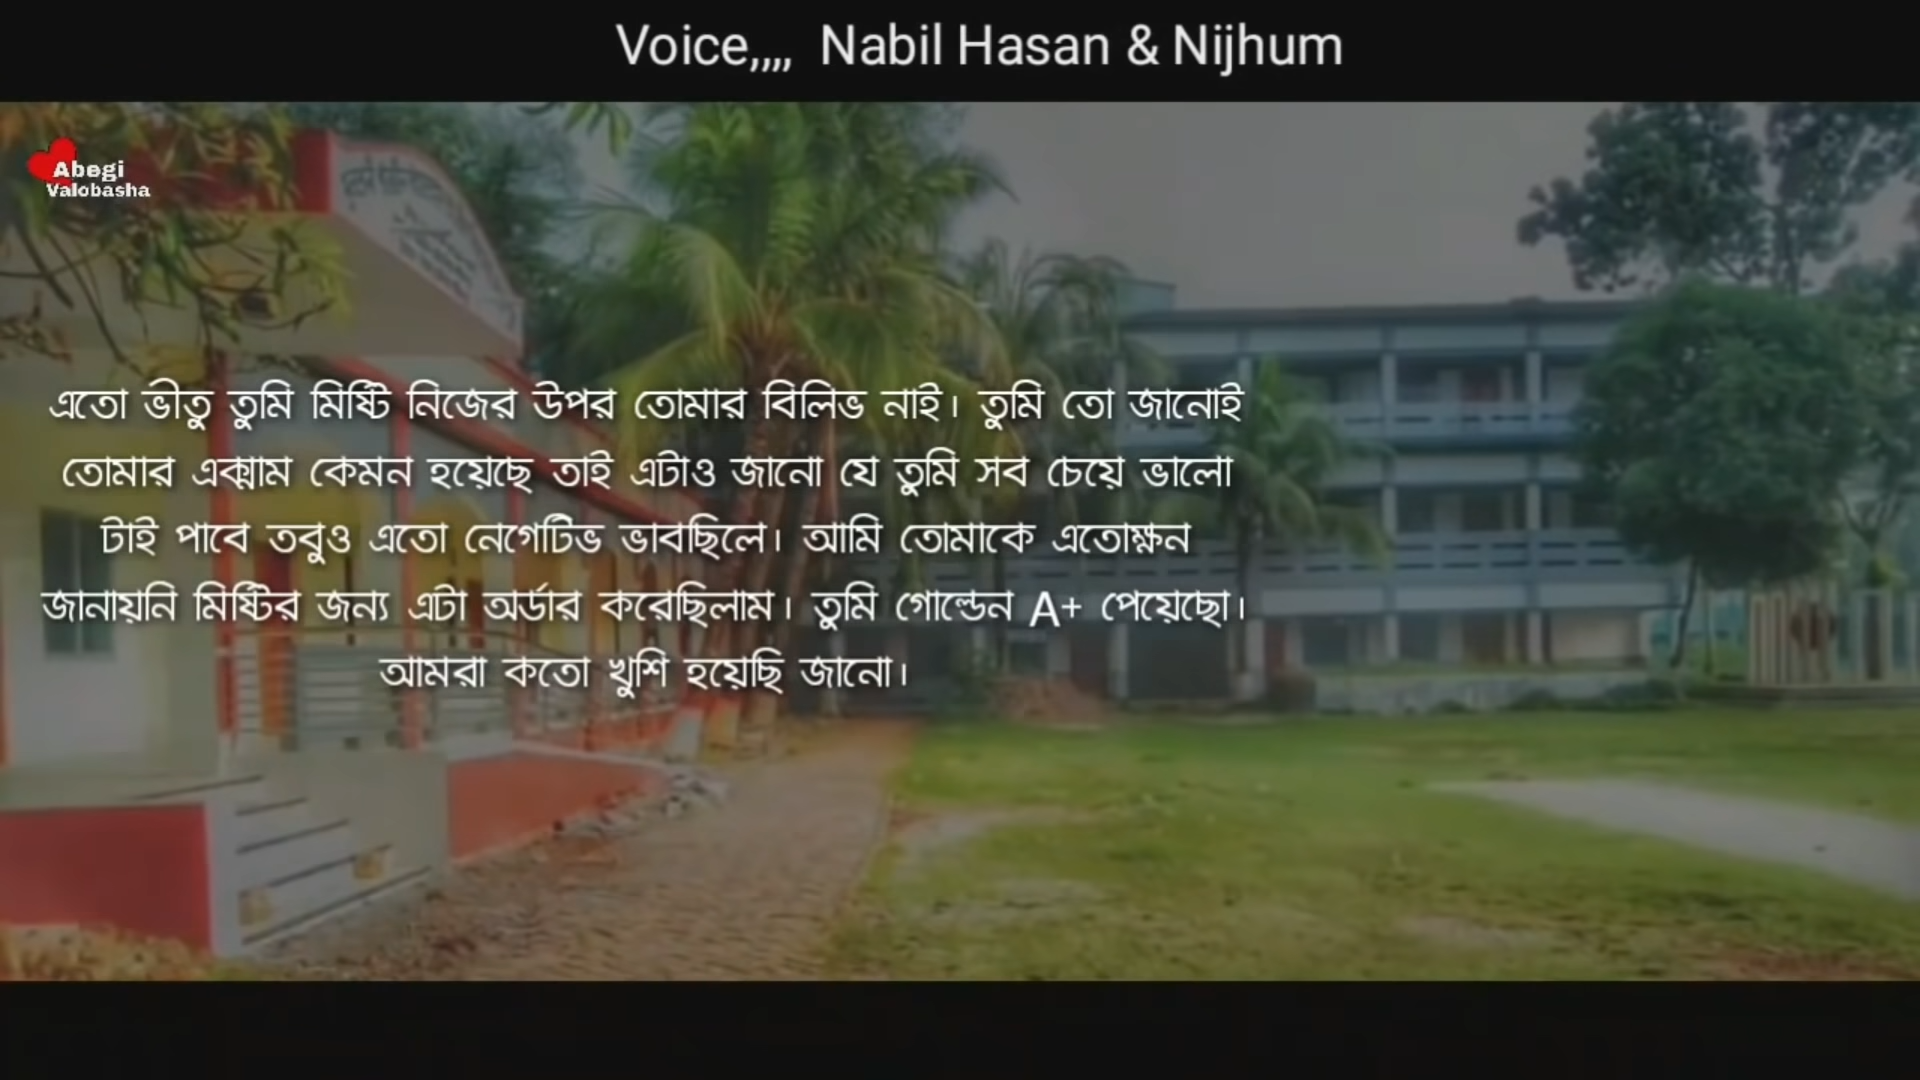 Voice,,,, Nabil Hasan & Nijhum
Abegi
Valobasha
এতো ভীতু তুমি মিষ্টি নিজের উপর তোমার বিলিভ নাই। তুমি তো জানোই
তোমার এক্সাম কেমন হয়েছে তাই এটাও জানো যে তুমি সব চেয়ে ভালো
টাই পাবে তবুও এতো নেগেটিভ ভাবছিলে। আমি তোমাকে এতোক্ষন
জানায়নি মিষ্টির জন্য এটা অর্ডার করেছিলাম। তুমি গোল্ডেন A+ পেয়েছো।
আমরা কতো খুশি হয়েছি জানো।